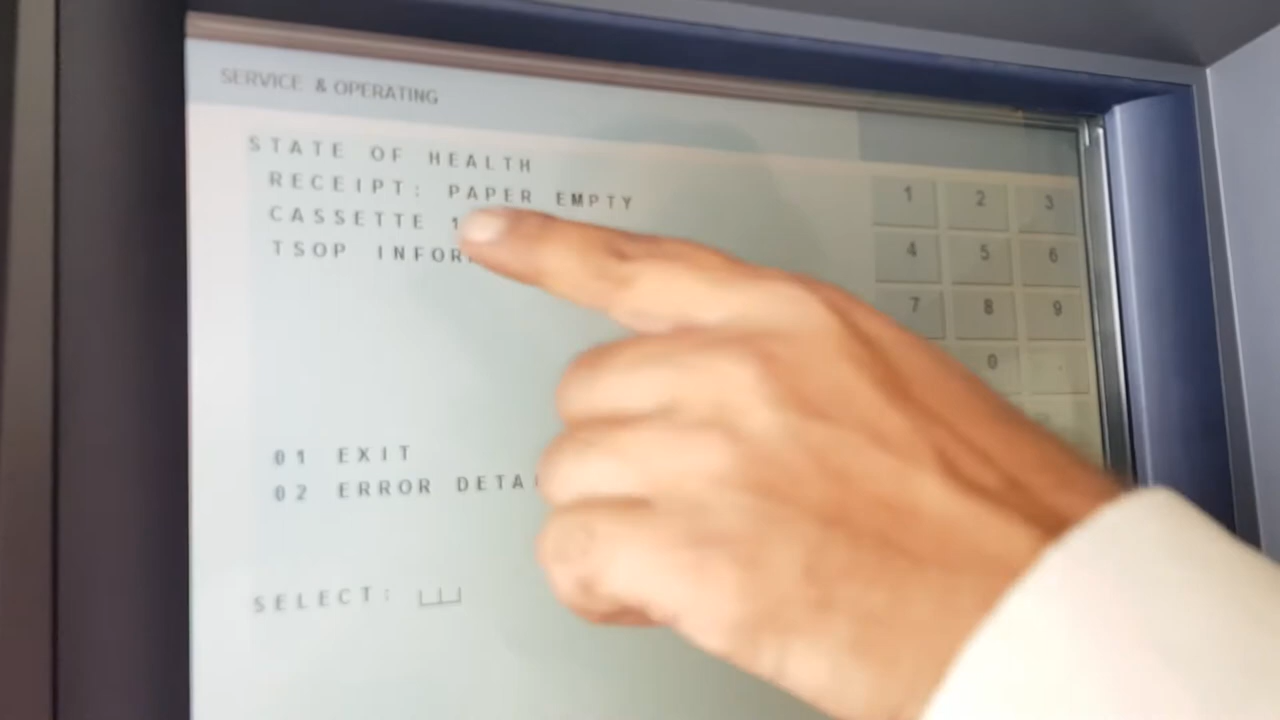 SERVICE & OPERATING
STATE OF HEALTH
RECEIPT: PAPER EMPTY
CASSETTE 1
TSOP
01 EXIT
02 ERROR
SELECT:
1 2 3
4 5 6
7 8 9
0 .